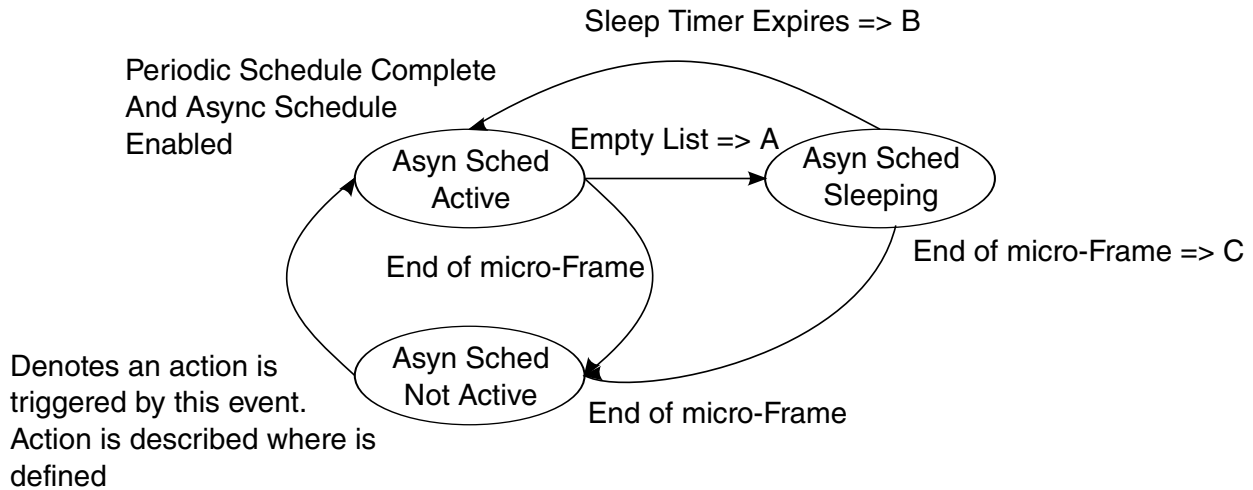 Sleep Timer Expires => B
Periodic Schedule Complete
And Async Schedule
Enabled
Empty List => A
Asyn Sched
Active
Asyn Sched
Sleeping
End of micro-Frame => C
End of micro-Frame
Asyn Sched
Not Active
Denotes an action is
triggered by this event.
Action is described where is
defined
End of micro-Frame